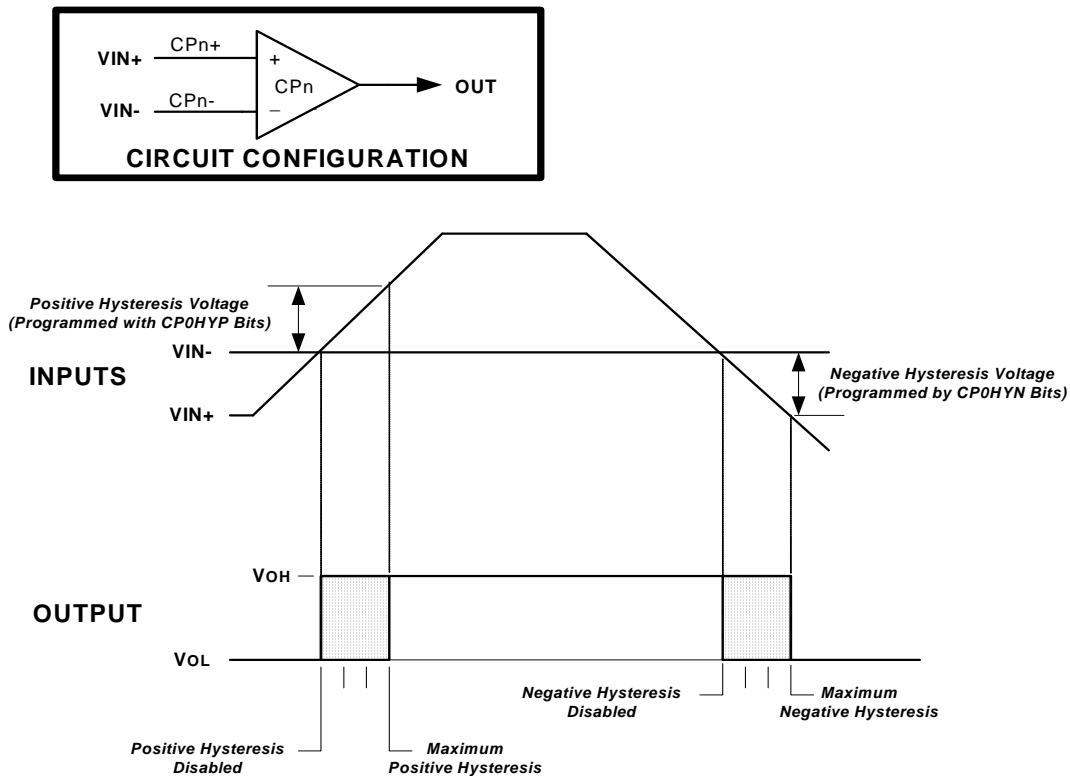 VIN+ CPn+
+
CPn
OUT
VIN- CPn-
−
CIRCUIT CONFIGURATION
Positive Hysteresis Voltage
(Programmed with CP0HYP Bits)
VIN-
INPUTS
Negative Hysteresis Voltage
(Programmed by CP0HYN Bits)
VIN+
VOH
OUTPUT
VOL
Negative Hysteresis
Disabled
Maximum
Negative Hysteresis
Positive Hysteresis
Disabled
Maximum
Positive Hysteresis